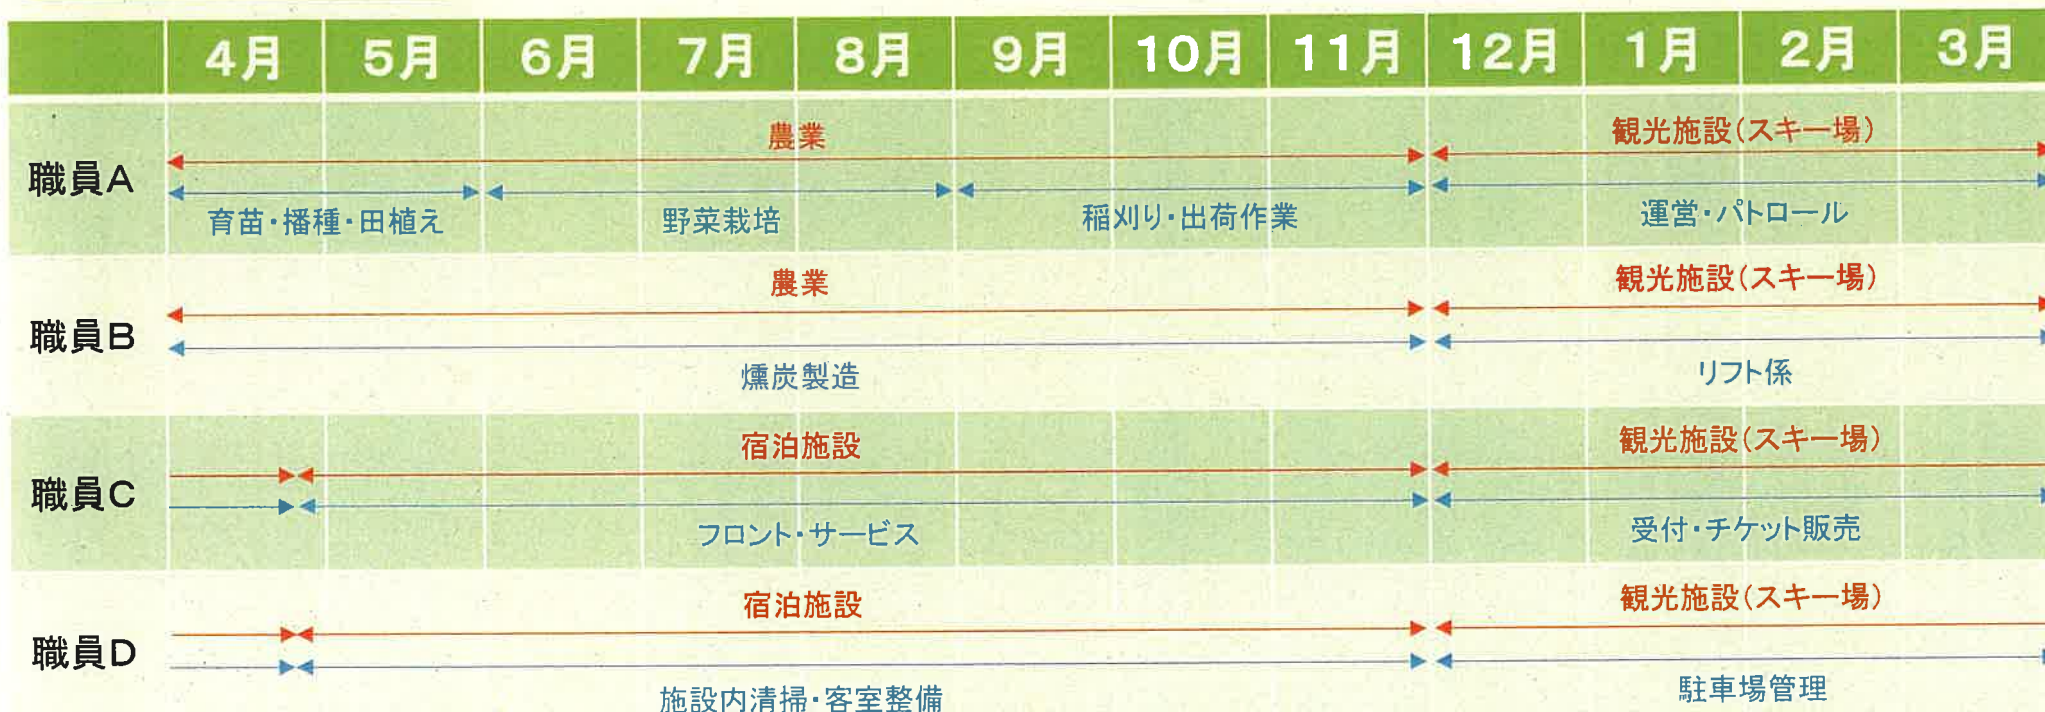 4月 5月 6月 7月 8月 9月 10月 11月 12月 1月 2月 3月
農業 観光施設(スキー場)
職員A
育苗・播種・田植え 野菜栽培 稲刈り・出荷作業 運営・パトロール
農業 観光施設(スキー場)
職員B
燻炭製造 リフト係
宿泊施設 観光施設(スキー場)
職員C
フロント・サービス 受付・チケット販売
宿泊施設 観光施設(スキー場)
職員D
施設内清掃・客室整備 駐車場管理